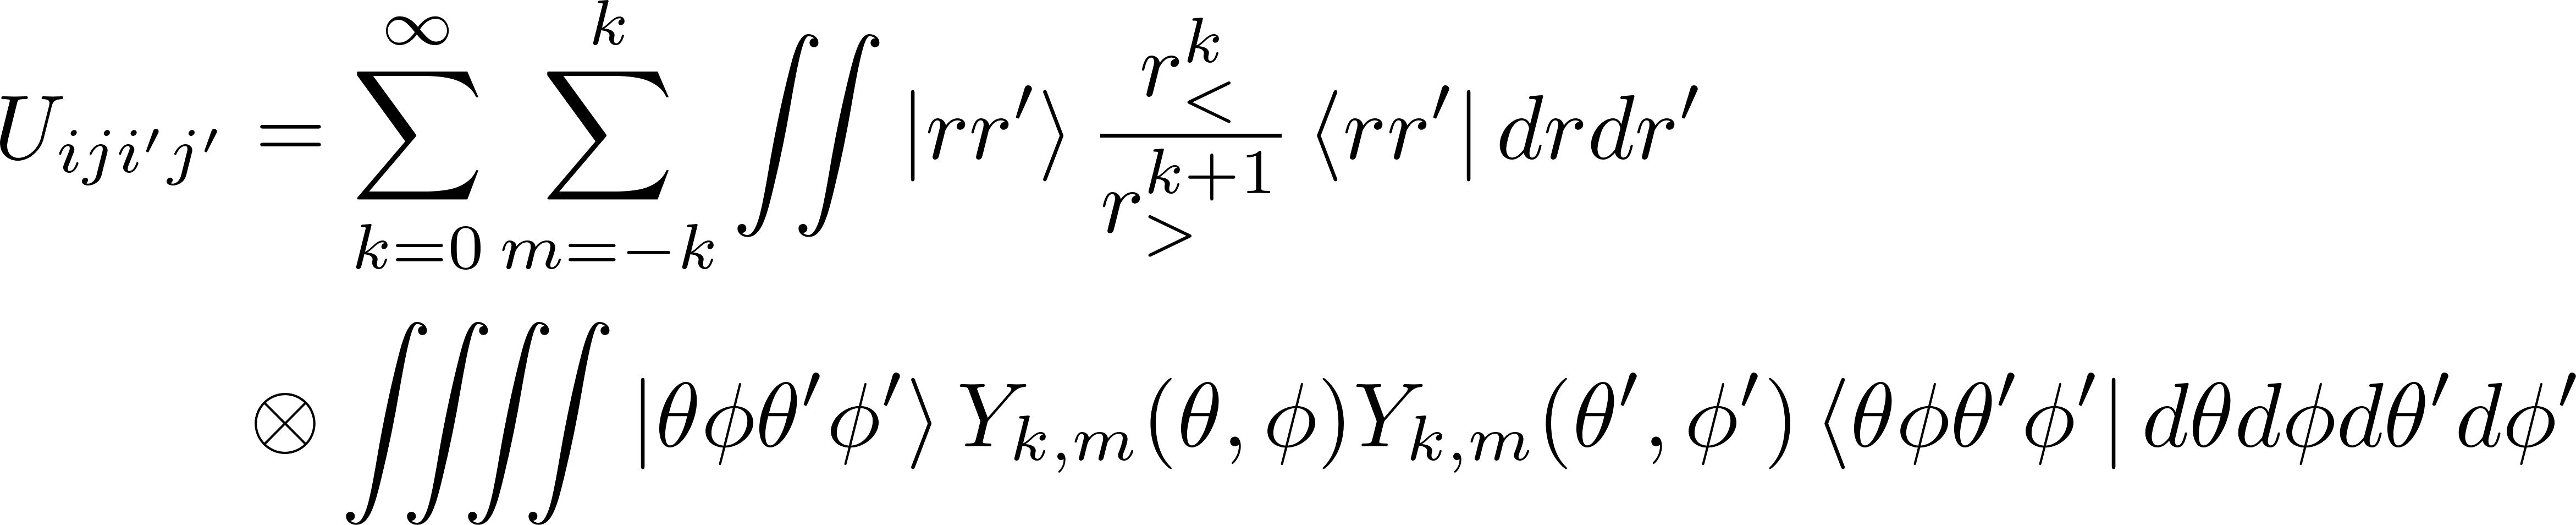 U_{iji'j'} = \sum_{k=0}^{\infty} \sum_{m=-k}^{k} \iint |rr'\rangle \frac{r_{<}^{k}}{r_{>}^{k+1}} \langle rr'| drdr'
\otimes \iiiint |\theta\phi\theta'\phi'\rangle Y_{k,m}(\theta, \phi) Y_{k,m}(\theta', \phi') \langle\theta\phi\theta'\phi'| d\theta d\phi d\theta' d\phi'